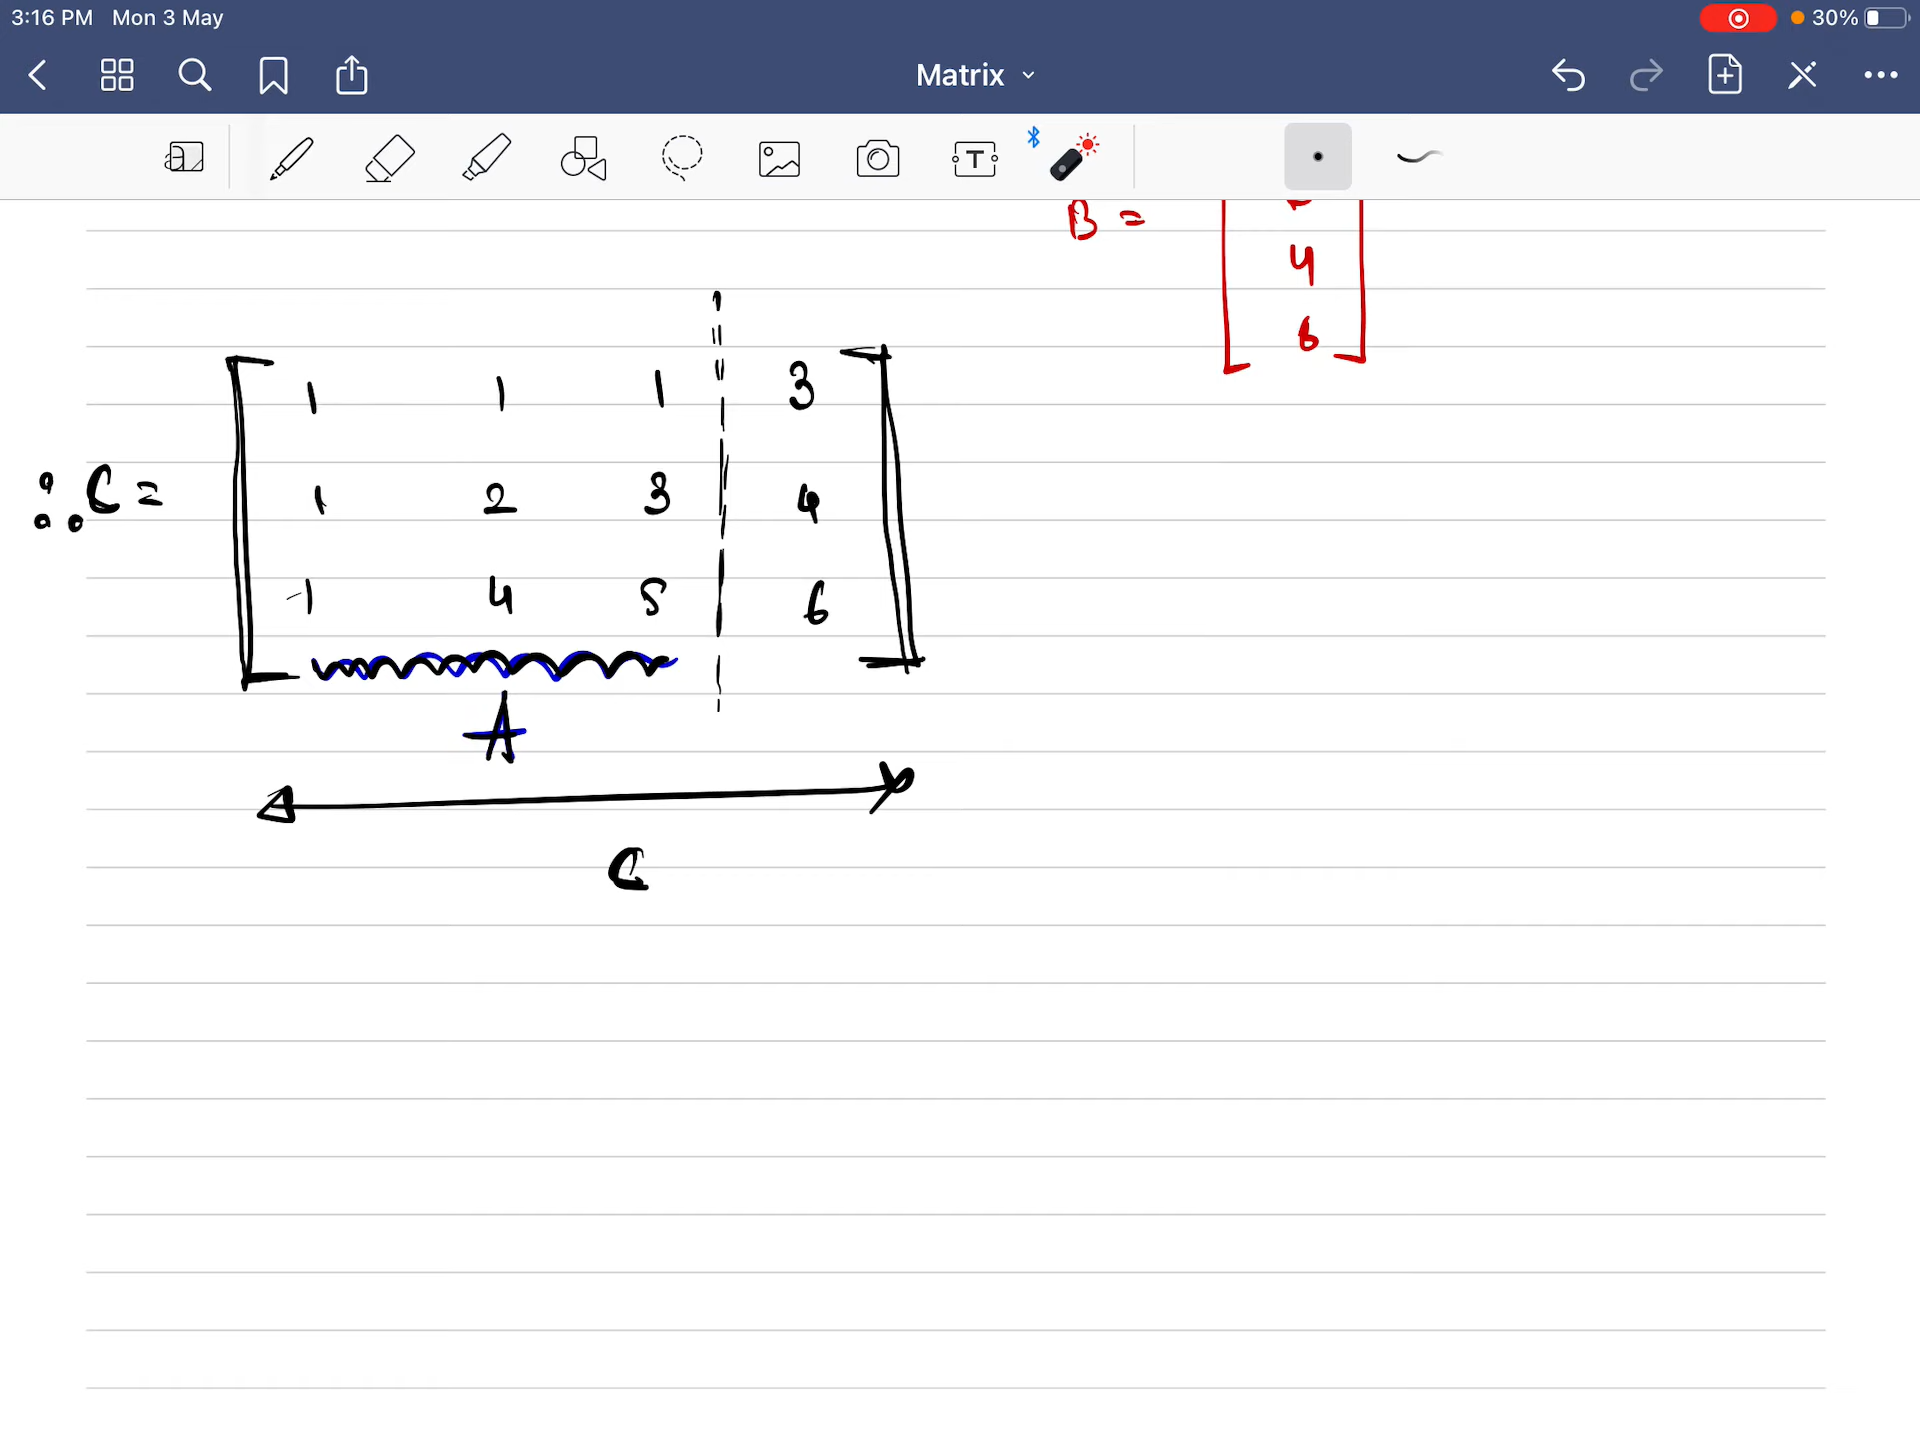 3:16 PM Mon 3 May
30%
Matrix
T
B =
4
6
1 1 1 3
∴ C = 1 2 3 4
-1 4 5 6
A
C